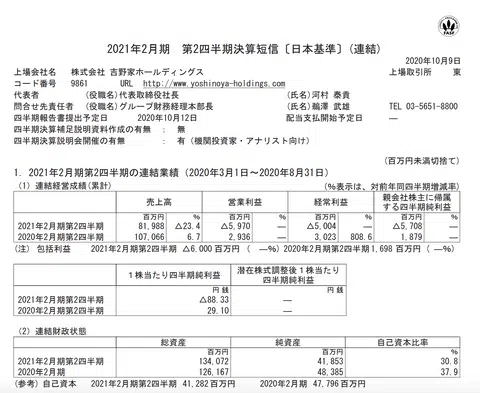 FASF
2021年2月期 第2四半期決算短信〔日本基準〕(連結)
2020年10月9日
上場会社名 株式会社 吉野家ホールディングス 上場取引所 東
コード番号 9861 URL http://www.yoshinoya-holdings.com
代表者 (役職名)代表取締役社長 (氏名)河村 泰貴
問合せ先責任者 (役職名)グループ財務経理本部長 (氏名)鵜澤 武雄 TEL 03-5651-8800
四半期報告書提出予定日 2020年10月12日 配当支払開始予定日 ―
四半期決算補足説明資料作成の有無 : 無
四半期決算説明会開催の有無 : 有 (機関投資家・アナリスト向け)
(百万円未満切捨て)
1. 2021年2月期第2四半期の連結業績(2020年3月1日～2020年8月31日)
(1) 連結経営成績(累計) (%表示は、対前年同四半期増減率)
売上高 営業利益 経常利益 親会社株主に帰属する四半期純利益
百万円 % 百万円 % 百万円 % 百万円 %
2021年2月期第2四半期 81,988 △23.4 △5,970 ― △5,004 ― △5,708 ―
2020年2月期第2四半期 107,066 6.7 2,936 ― 3,023 808.6 1,879 ―
(注) 包括利益 2021年2月期第2四半期 △6,000百万円 ( ―%) 2020年2月期第2四半期 1,698百万円 ( ―%)
1株当たり四半期純利益 潜在株式調整後1株当たり四半期純利益
円 銭 円 銭
2021年2月期第2四半期 △88.33 ―
2020年2月期第2四半期 29.10 ―
(2) 連結財政状態
総資産 純資産 自己資本比率
百万円 百万円 %
2021年2月期第2四半期 134,072 41,853 30.8
2020年2月期 126,167 48,385 37.9
(参考) 自己資本 2021年2月期第2四半期 41,282百万円 2020年2月期 47,796百万円